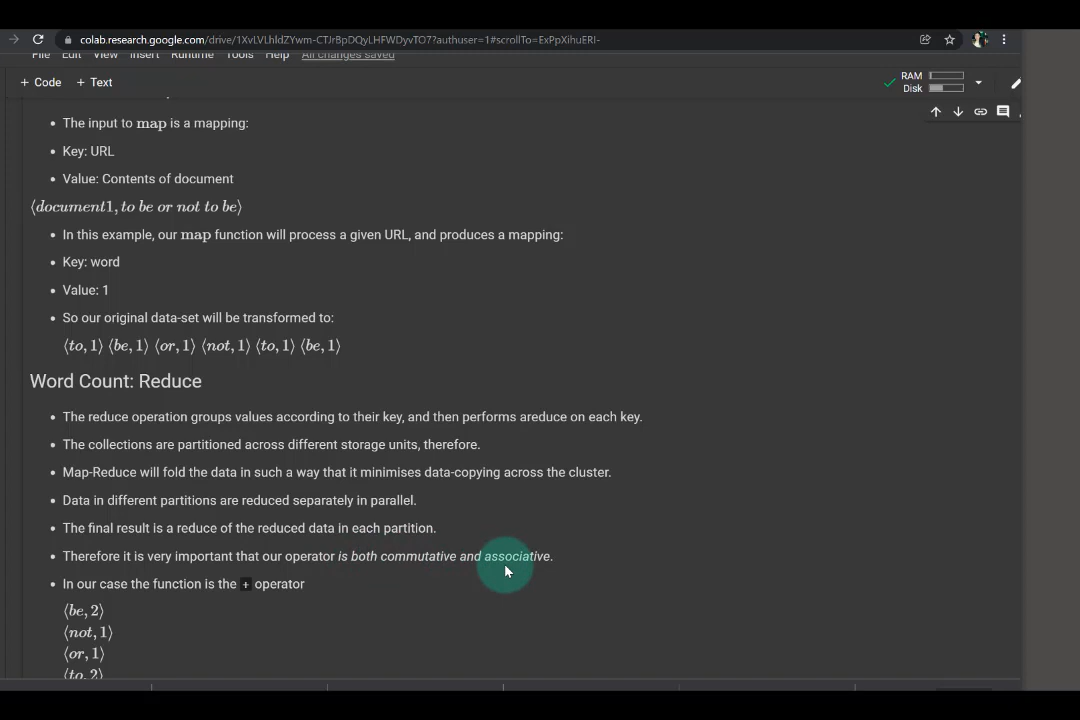 colab.research.google.com/drive/1XvLVLhldZYwm-CTJrBpDQyLHFWDyvTO7?authuser=1#scrollTo=ExPpXihuERI-
File Edit View Insert Runtime Tools Help All changes saved
+ Code + Text
RAM
Disk
• The input to map is a mapping:
• Key: URL
• Value: Contents of document
⟨document1, to be or not to be⟩
• In this example, our map function will process a given URL, and produces a mapping:
• Key: word
• Value: 1
• So our original data-set will be transformed to:
⟨to, 1⟩ ⟨be, 1⟩ ⟨or, 1⟩ ⟨not, 1⟩ ⟨to, 1⟩ ⟨be, 1⟩
Word Count: Reduce
• The reduce operation groups values according to their key, and then performs areduce on each key.
• The collections are partitioned across different storage units, therefore.
• Map-Reduce will fold the data in such a way that it minimises data-copying across the cluster.
• Data in different partitions are reduced separately in parallel.
• The final result is a reduce of the reduced data in each partition.
• Therefore it is very important that our operator is both commutative and associative.
• In our case the function is the + operator
⟨be, 2⟩
⟨not, 1⟩
⟨or, 1⟩
⟨to, 2⟩